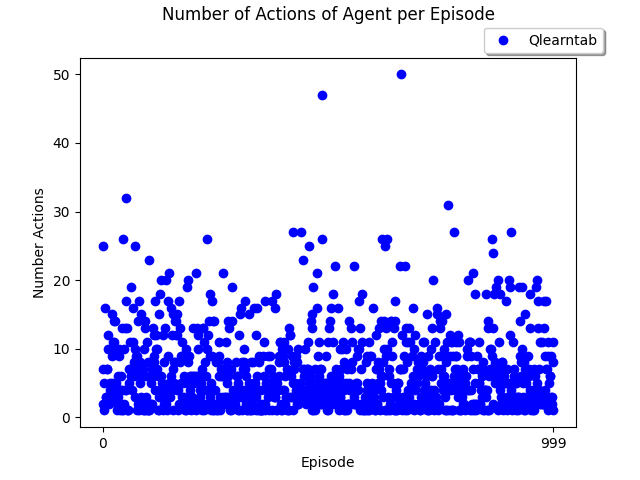 Number of Actions of Agent per Episode
Qlearntab
50
40
30
20
10
0
Number Actions
0 999
Episode